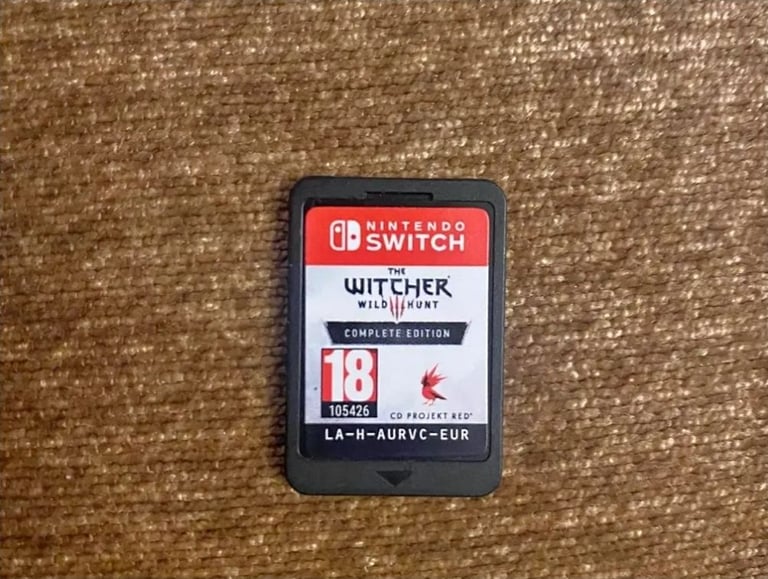 NINTENDO
SWITCH
THE
WITCHER
WILD HUNT
COMPLETE EDITION
18
105426
CD PROJEKT RED®
LA-H-AURVC-EUR